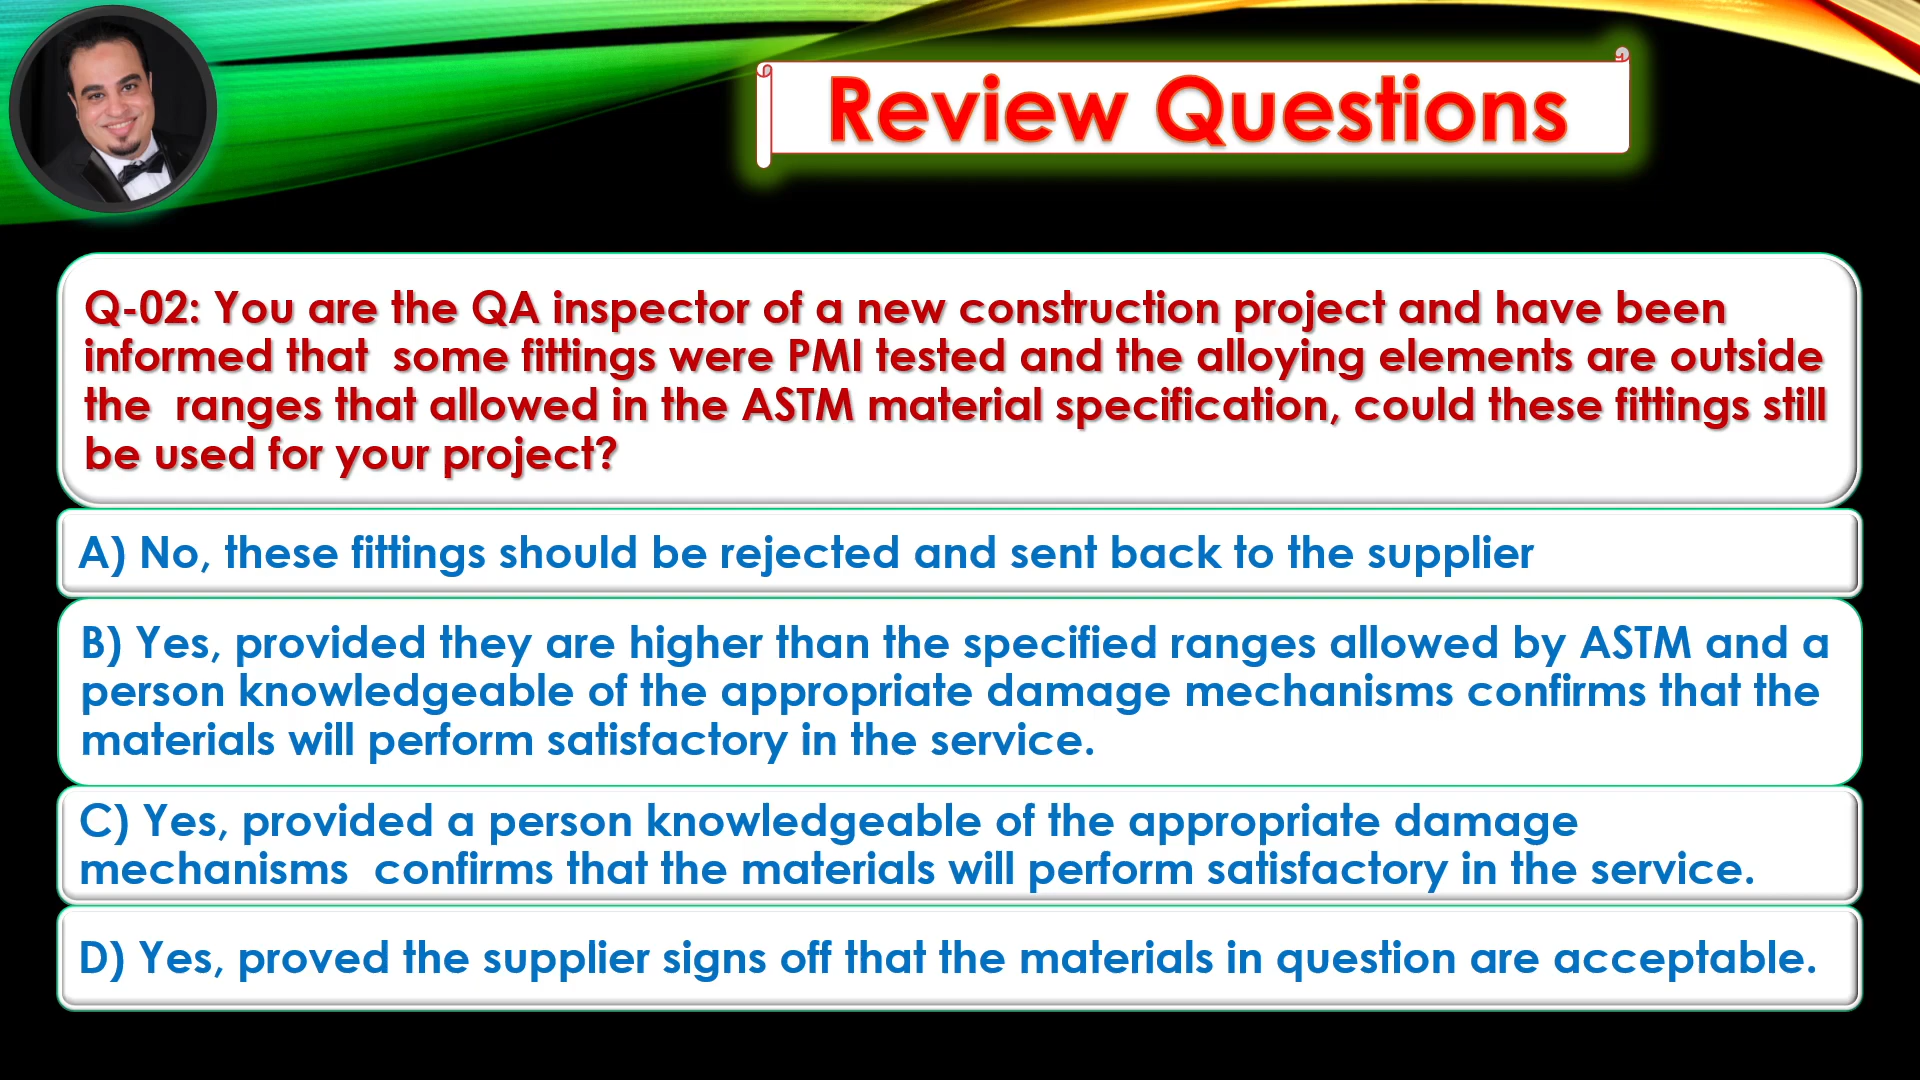 Review Questions
Q-02: You are the QA inspector of a new construction project and have been
informed that  some fittings were PMI tested and the alloying elements are outside
the  ranges that allowed in the ASTM material specification, could these fittings still
be used for your project?
A) No, these fittings should be rejected and sent back to the supplier
B) Yes, provided they are higher than the specified ranges allowed by ASTM and a
person knowledgeable of the appropriate damage mechanisms confirms that the
materials will perform satisfactory in the service.
C) Yes, provided a person knowledgeable of the appropriate damage
mechanisms  confirms that the materials will perform satisfactory in the service.
D) Yes, proved the supplier signs off that the materials in question are acceptable.